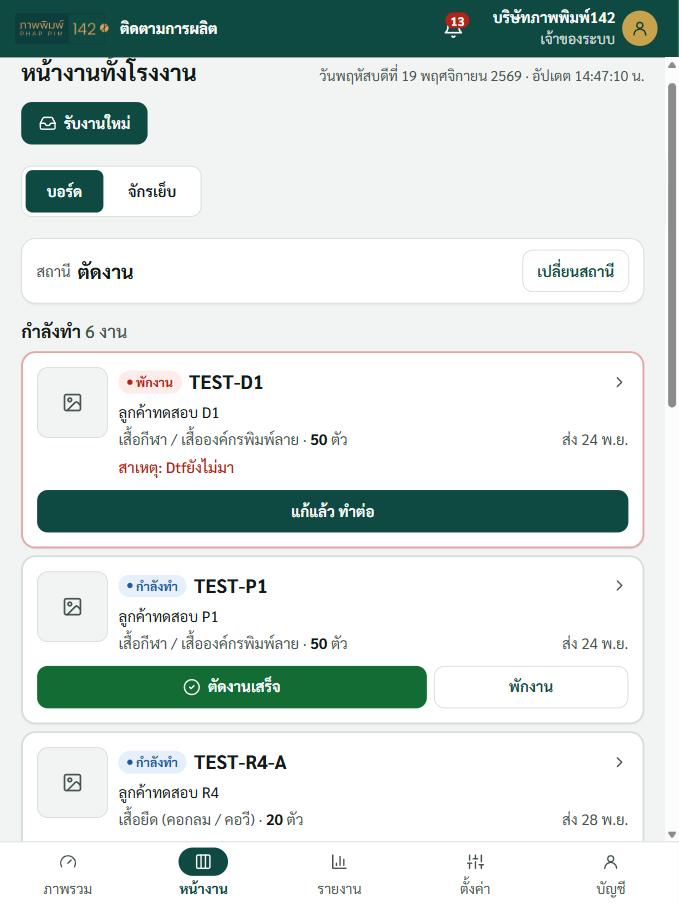 ภาพพิมพ์ 142
PHAP PIM
ติดตามการผลิต
13
บริษัทภาพพิมพ์142
เจ้าของระบบ
หน้างานทั้งโรงงาน
วันพฤหัสบดีที่ 19 พฤศจิกายน 2569 · อัปเดต 14:47:10 น.
รับงานใหม่
บอร์ด จักรเย็บ
สถานี ตัดงาน เปลี่ยนสถานี
กำลังทำ 6 งาน
พักงาน TEST-D1
ลูกค้าทดสอบ D1
เสื้อกีฬา / เสื้อองค์กรพิมพ์ลาย · 50 ตัว ส่ง 24 พ.ย.
สาเหตุ: Dtfยังไม่มา
แก้แล้ว ทำต่อ
กำลังทำ TEST-P1
ลูกค้าทดสอบ P1
เสื้อกีฬา / เสื้อองค์กรพิมพ์ลาย · 50 ตัว ส่ง 24 พ.ย.
ตัดงานเสร็จ พักงาน
กำลังทำ TEST-R4-A
ลูกค้าทดสอบ R4
เสื้อยืด (คอกลม / คอวี) · 20 ตัว ส่ง 28 พ.ย.
ภาพรวม หน้างาน รายงาน ตั้งค่า บัญชี